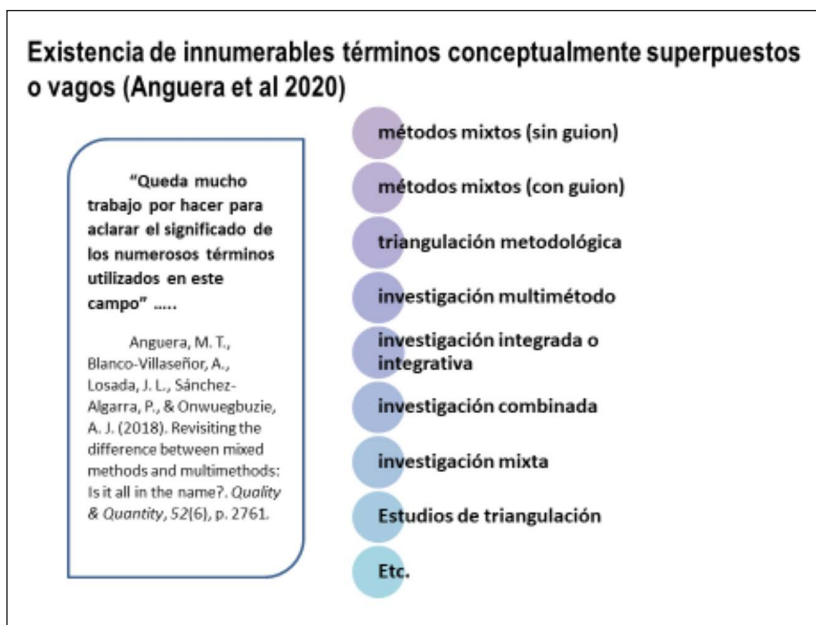 Existencia de innumerables términos conceptualmente superpuestos
o vagos (Anguera et al 2020)
“Queda mucho
trabajo por hacer para
aclarar el significado de
los numerosos términos
utilizados en este
campo” .....
Anguera, M. T.,
Blanco-Villaseñor, A.,
Losada, J. L., Sánchez-
Algarra, P., & Onwuegbuzie,
A. J. (2018). Revisiting the
difference between mixed
methods and multimethods:
Is it all in the name?. Quality
& Quantity, 52(6), p. 2761.
métodos mixtos (sin guion)
métodos mixtos (con guion)
triangulación metodológica
investigación multimétodo
investigación integrada o
integrativa
investigación combinada
investigación mixta
Estudios de triangulación
Etc.